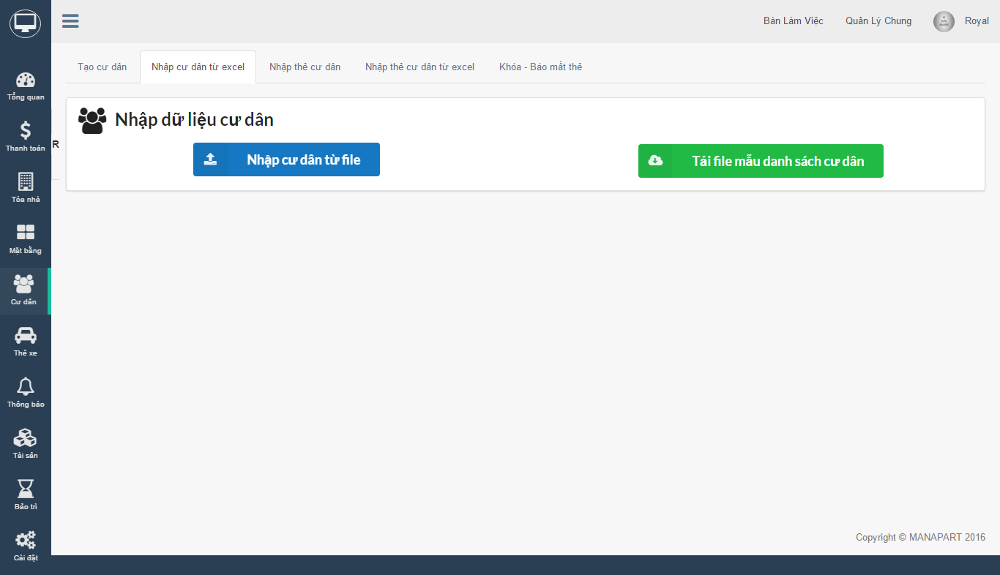 Bàn Làm Việc
Quản Lý Chung
Royal
Tổng quan
Thanh toán
Tòa nhà
Mặt bằng
Cư dân
Thẻ xe
Thông báo
Tài sản
Bảo trì
Cài đặt
R
Tạo cư dân
Nhập cư dân từ excel
Nhập thẻ cư dân
Nhập thẻ cư dân từ excel
Khóa - Báo mất thẻ
Nhập dữ liệu cư dân
Nhập cư dân từ file
Tải file mẫu danh sách cư dân
Copyright © MANAPART 2016